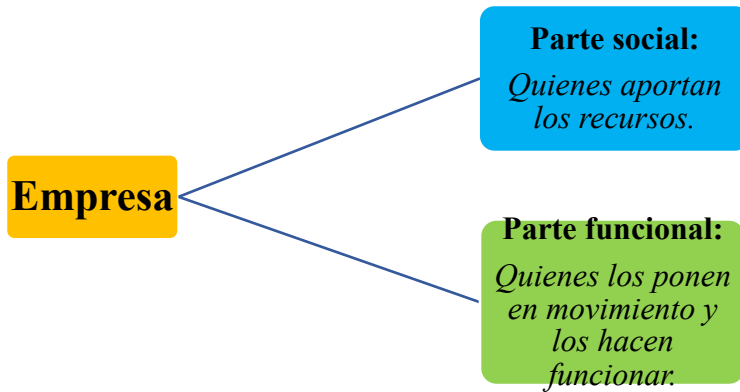 Empresa
Parte social:
Quienes aportan
los recursos.
Parte funcional:
Quienes los ponen
en movimiento y
los hacen
funcionar.